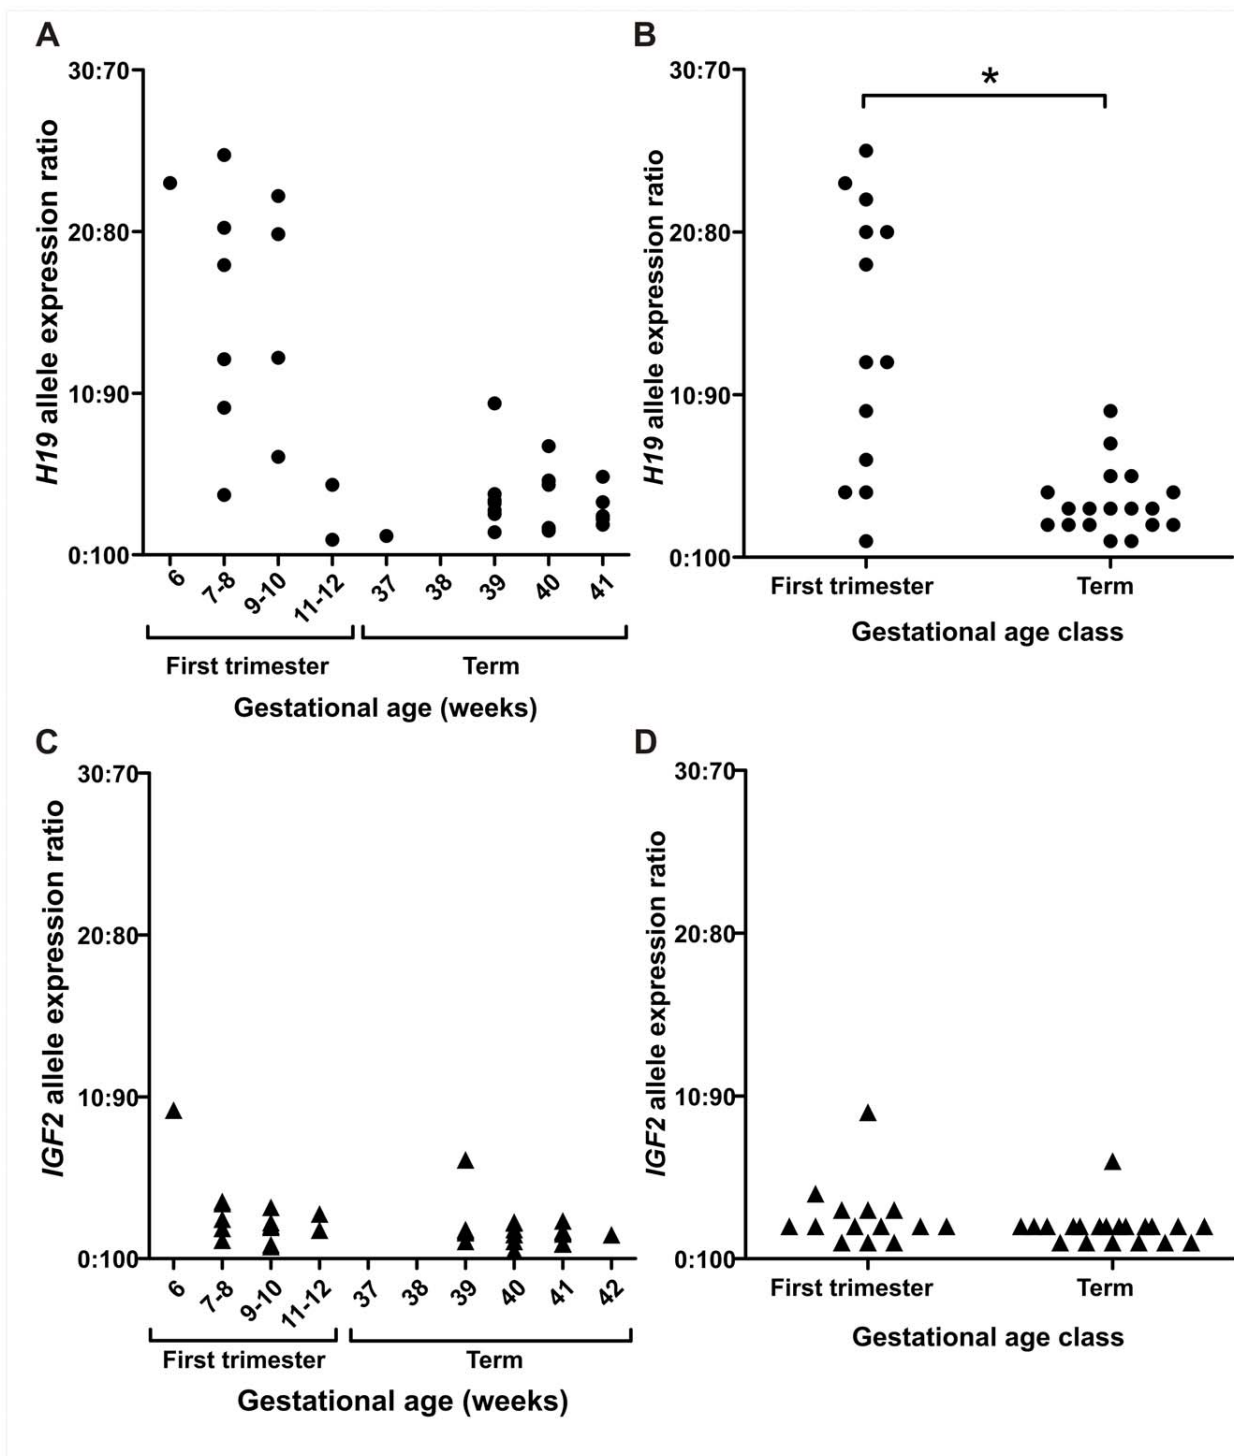 A
30:70
20:80
10:90
0:100
H19 allele expression ratio
6
7-8
9-10
11-12
37
38
39
40
41
First trimester
Term
Gestational age (weeks)
B
30:70
*
20:80
10:90
0:100
H19 allele expression ratio
First trimester
Term
Gestational age class
C
30:70
20:80
10:90
0:100
IGF2 allele expression ratio
6
7-8
9-10
11-12
37
38
39
40
41
42
First trimester
Term
Gestational age (weeks)
D
30:70
20:80
10:90
0:100
IGF2 allele expression ratio
First trimester
Term
Gestational age class